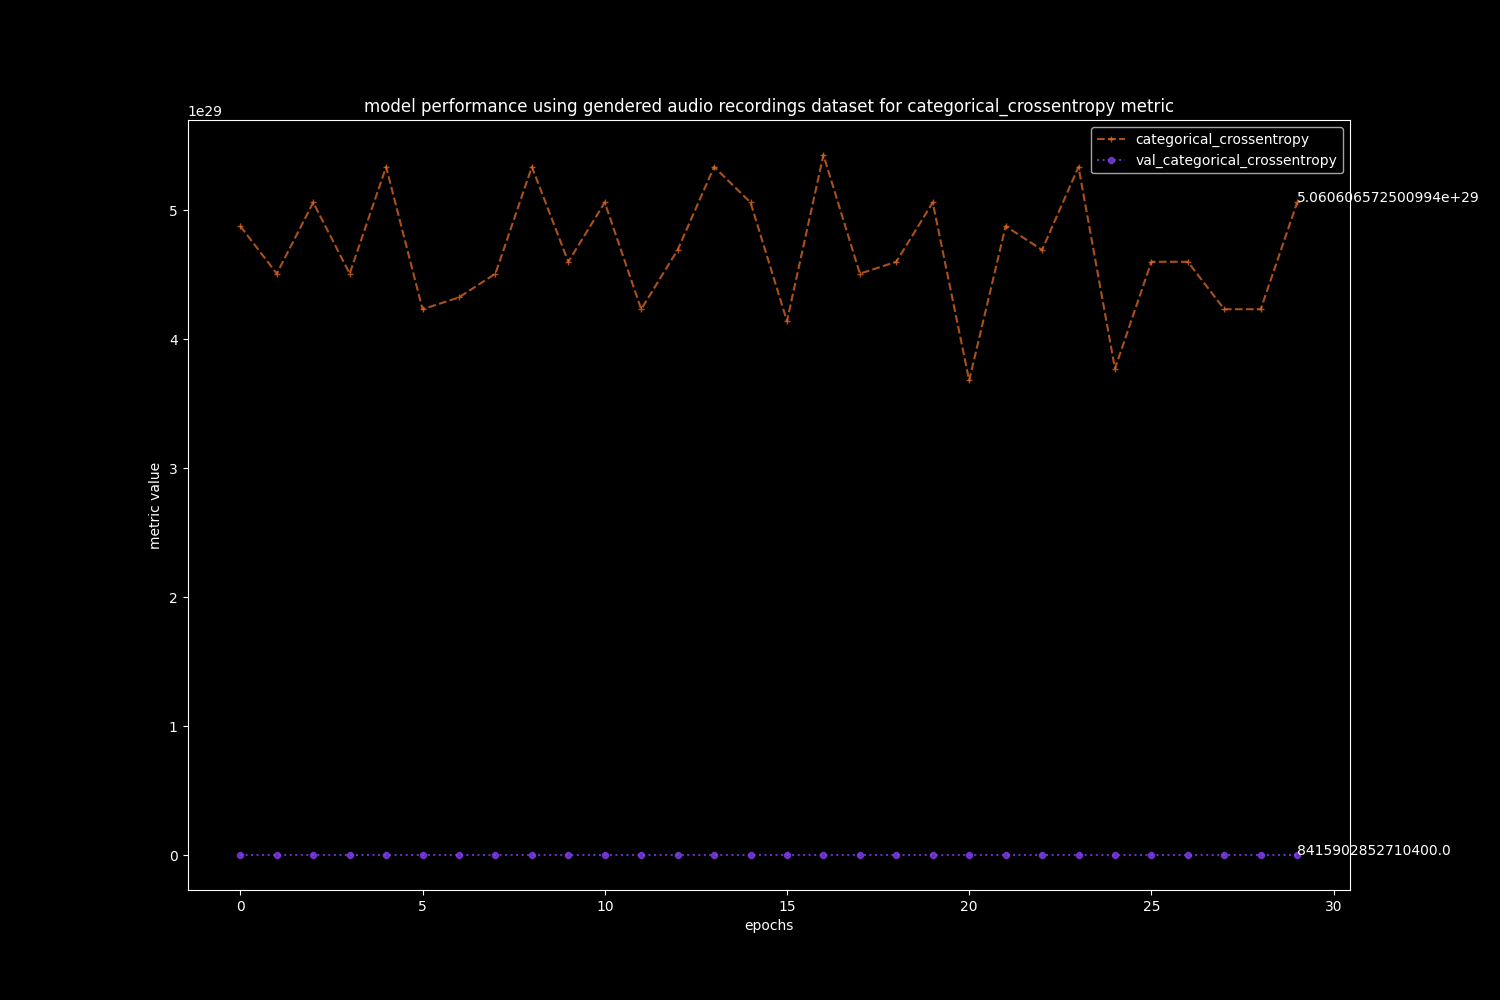 model performance using gendered audio recordings dataset for categorical_crossentropy metric
1e29
categorical_crossentropy
val_categorical_crossentropy
5.060606572500994e+29
5
4
3
metric value
2
1
0
8415902852710400.0
0 5 10 15 20 25 30
epochs